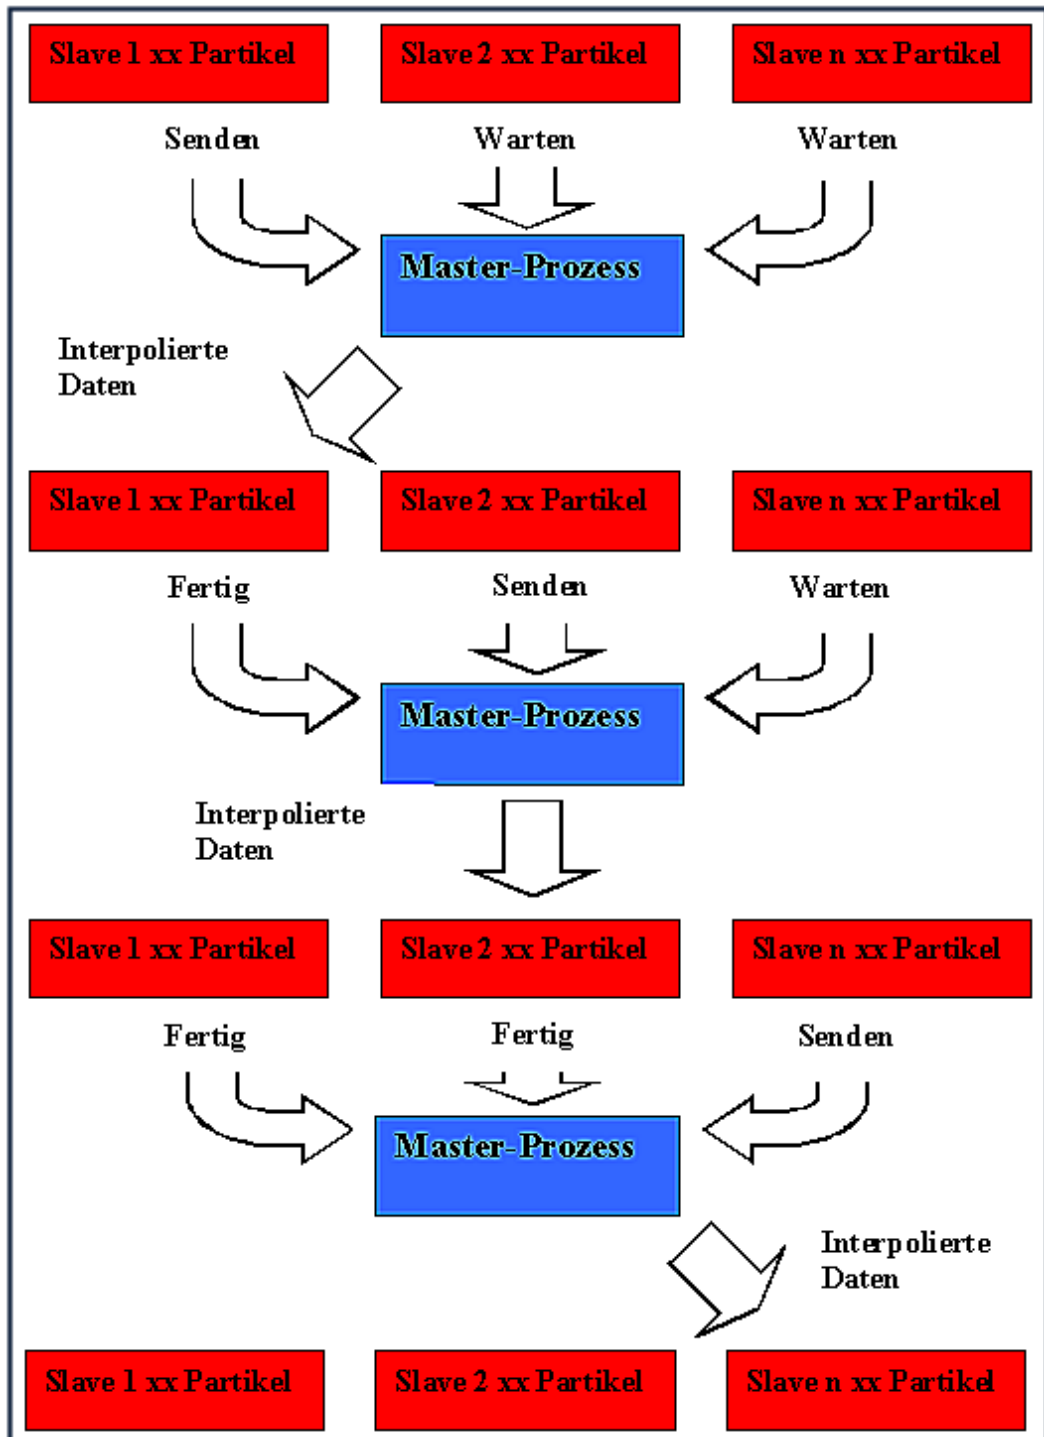 Slave 1 xx Partikel
Slave 2 xx Partikel
Slave n xx Partikel
Senden
Warten
Warten
Master-Prozess
Interpolierte
Daten
Slave 1 xx Partikel
Slave 2 xx Partikel
Slave n xx Partikel
Fertig
Senden
Warten
Master-Prozess
Interpolierte
Daten
Slave 1 xx Partikel
Slave 2 xx Partikel
Slave n xx Partikel
Fertig
Fertig
Senden
Master-Prozess
Interpolierte
Daten
Slave 1 xx Partikel
Slave 2 xx Partikel
Slave n xx Partikel